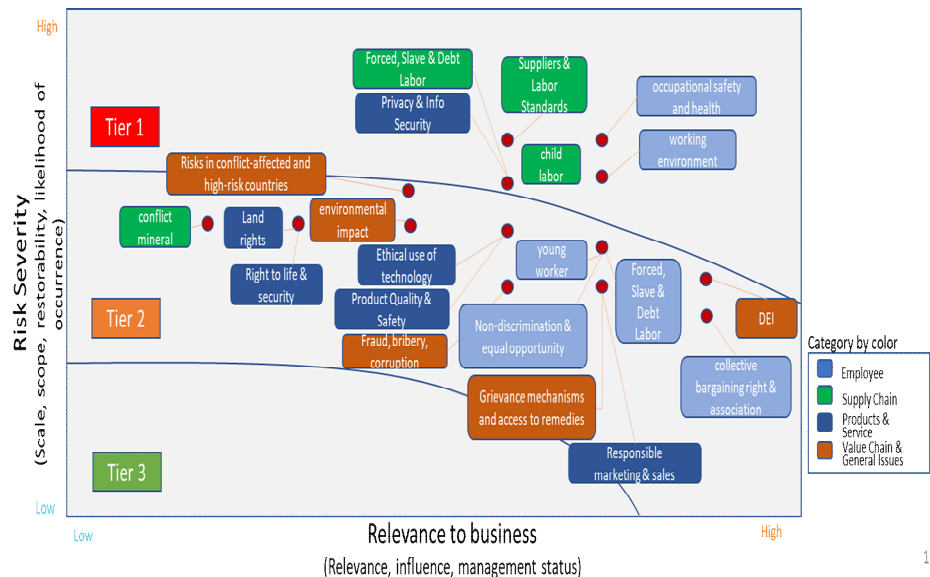 High
Risk Severity
(Scale, scope, restorability, likelihood of
occurrence)
Low
Tier 1
Tier 2
Tier 3
Forced, Slave & Debt
Labor
Privacy & Info
Security
Suppliers &
Labor
Standards
occupational safety
and health
child
labor
working
environment
Risks in conflict-affected and
high-risk countries
conflict
mineral
Land
rights
environmental
impact
Right to life &
security
Ethical use of
technology
Product Quality &
Safety
Fraud, bribery,
corruption
young
worker
Non-discrimination &
equal opportunity
Forced,
Slave &
Debt
Labor
DEI
collective
bargaining right &
association
Grievance mechanisms
and access to remedies
Responsible
marketing & sales
Category by color
Employee
Supply Chain
Products &
Service
Value Chain &
General Issues
Low
Relevance to business
High
(Relevance, influence, management status)
1